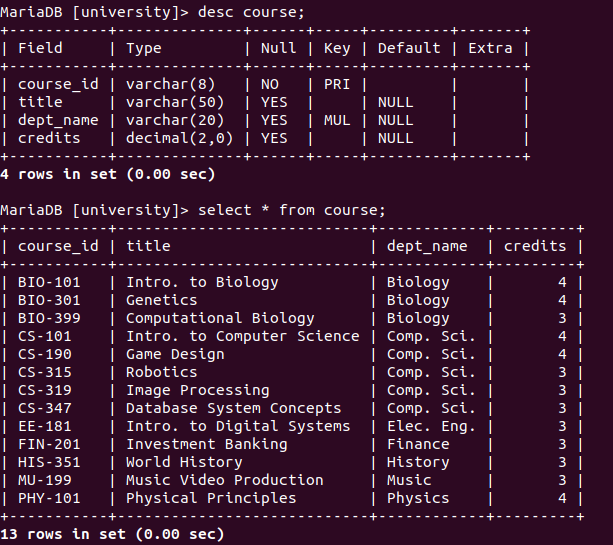 MariaDB [university]> desc course;
+-----------+--------------+------+-----+---------+-------+
| Field     | Type         | Null | Key | Default | Extra |
+-----------+--------------+------+-----+---------+-------+
| course_id | varchar(8)   | NO   | PRI |         |       |
| title     | varchar(50)  | YES  |     | NULL    |       |
| dept_name | varchar(20)  | YES  | MUL | NULL    |       |
| credits   | decimal(2,0) | YES  |     | NULL    |       |
+-----------+--------------+------+-----+---------+-------+
4 rows in set (0.00 sec)

MariaDB [university]> select * from course;
+-----------+----------------------------+------------+---------+
| course_id | title                      | dept_name  | credits |
+-----------+----------------------------+------------+---------+
| BIO-101   | Intro. to Biology          | Biology    |       4 |
| BIO-301   | Genetics                   | Biology    |       4 |
| BIO-399   | Computational Biology      | Biology    |       3 |
| CS-101    | Intro. to Computer Science | Comp. Sci. |       4 |
| CS-190    | Game Design                | Comp. Sci. |       4 |
| CS-315    | Robotics                   | Comp. Sci. |       3 |
| CS-319    | Image Processing           | Comp. Sci. |       3 |
| CS-347    | Database System Concepts   | Comp. Sci. |       3 |
| EE-181    | Intro. to Digital Systems  | Elec. Eng. |       3 |
| FIN-201   | Investment Banking         | Finance    |       3 |
| HIS-351   | World History              | History    |       3 |
| MU-199    | Music Video Production     | Music      |       3 |
| PHY-101   | Physical Principles        | Physics    |       4 |
+-----------+----------------------------+------------+---------+
13 rows in set (0.00 sec)